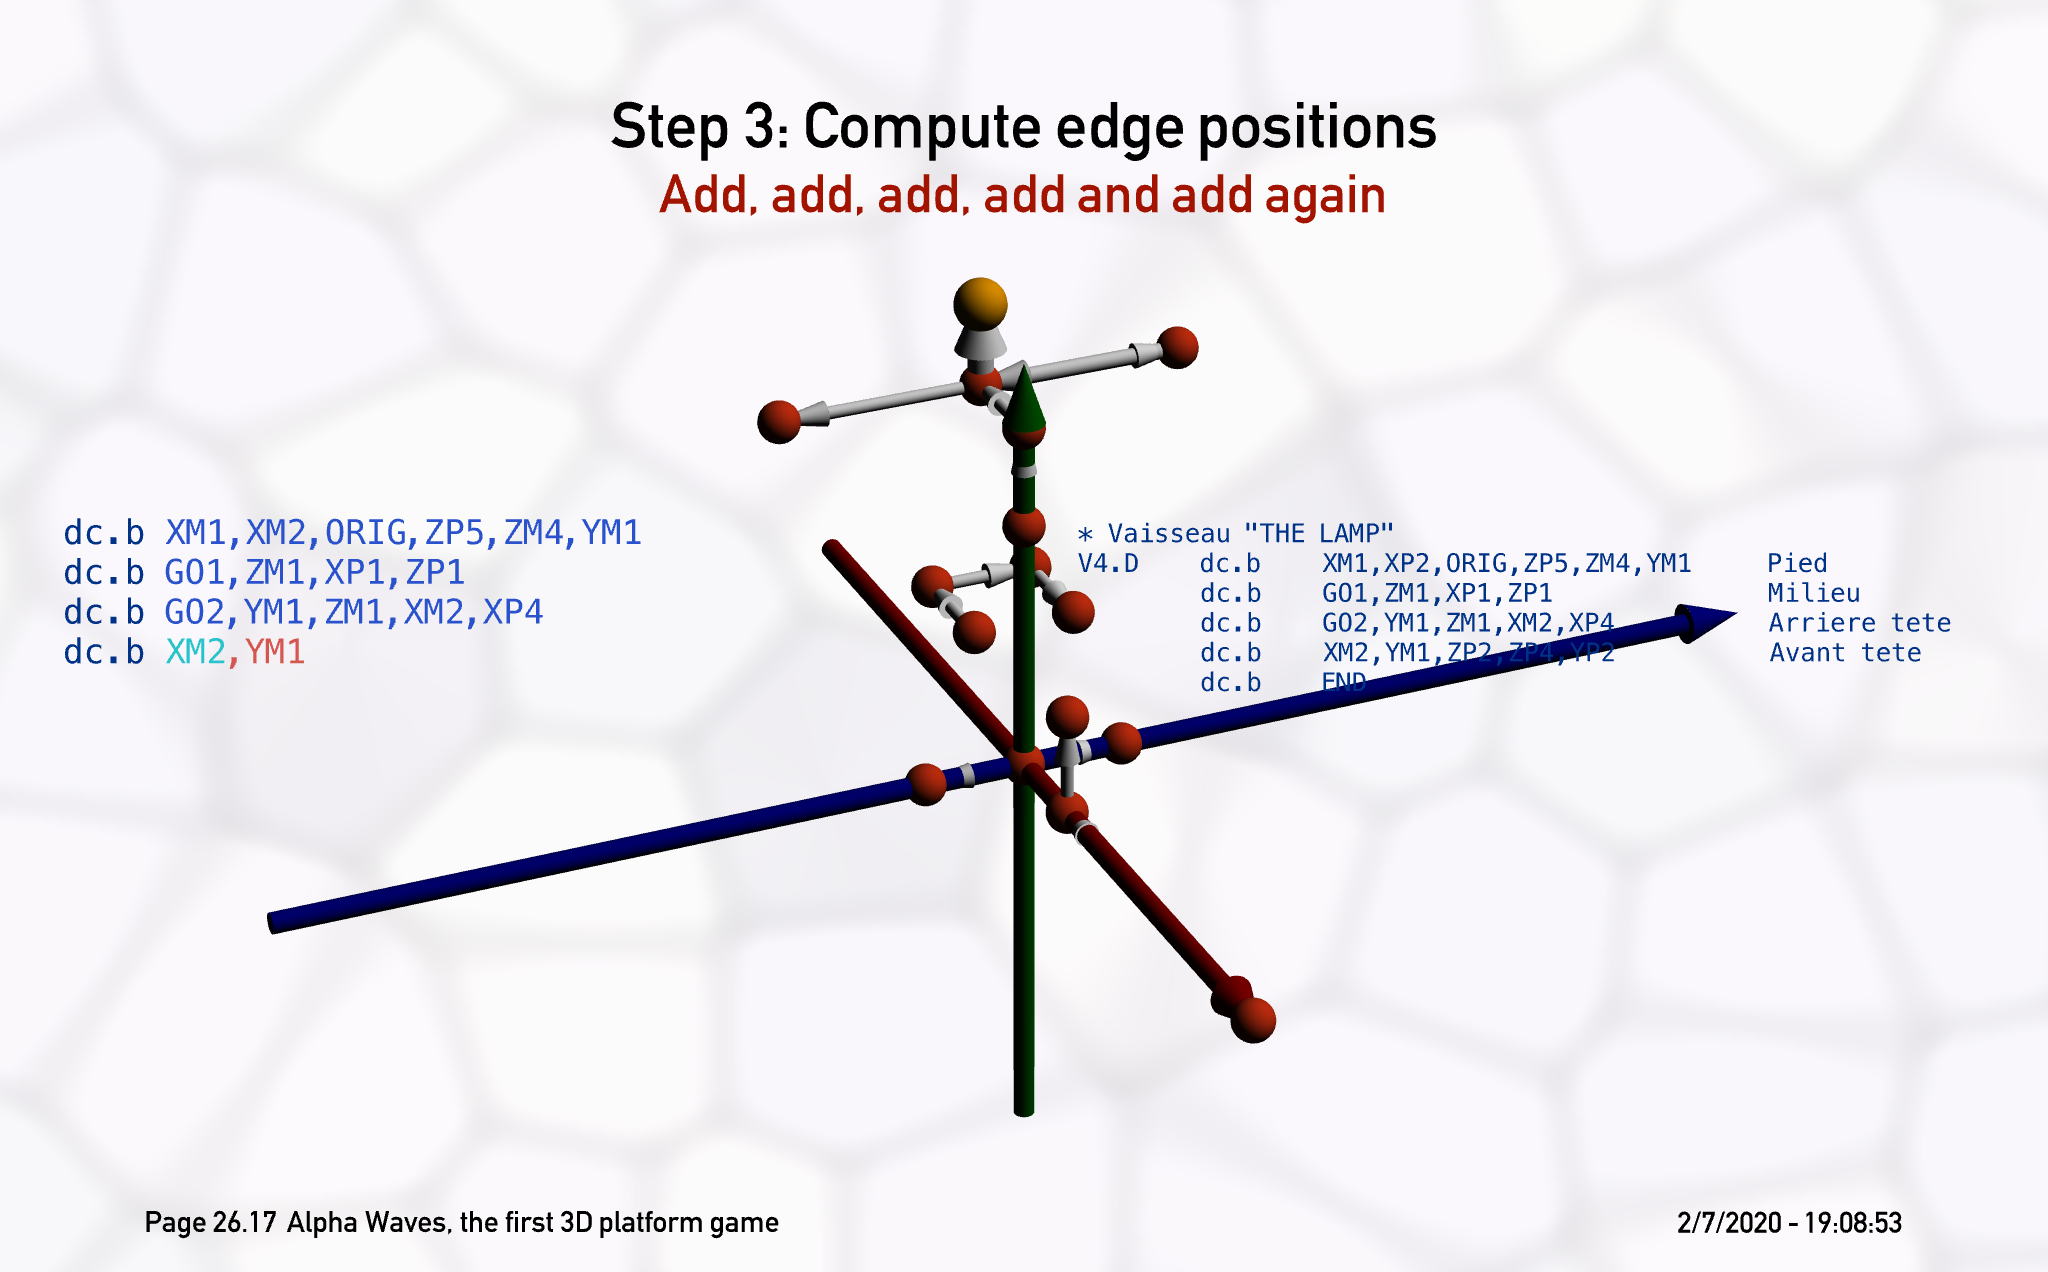 Step 3: Compute edge positions
Add, add, add, add and add again
dc.b XM1,XM2,ORIG,ZP5,ZM4,YM1
dc.b GO1,ZM1,XP1,ZP1
dc.b GO2,YM1,ZM1,XM2,XP4
dc.b XM2,YM1
* Vaisseau "THE LAMP"
V4.D dc.b XM1,XP2,ORIG,ZP5,ZM4,YM1 Pied
dc.b GO1,ZM1,XP1,ZP1 Milieu
dc.b GO2,YM1,ZM1,XM2,XP4 Arriere tete
dc.b XM2,YM1,ZP2,ZP4,YP2 Avant tete
dc.b END
Page 26.17 Alpha Waves, the first 3D platform game
2/7/2020 - 19:08:53